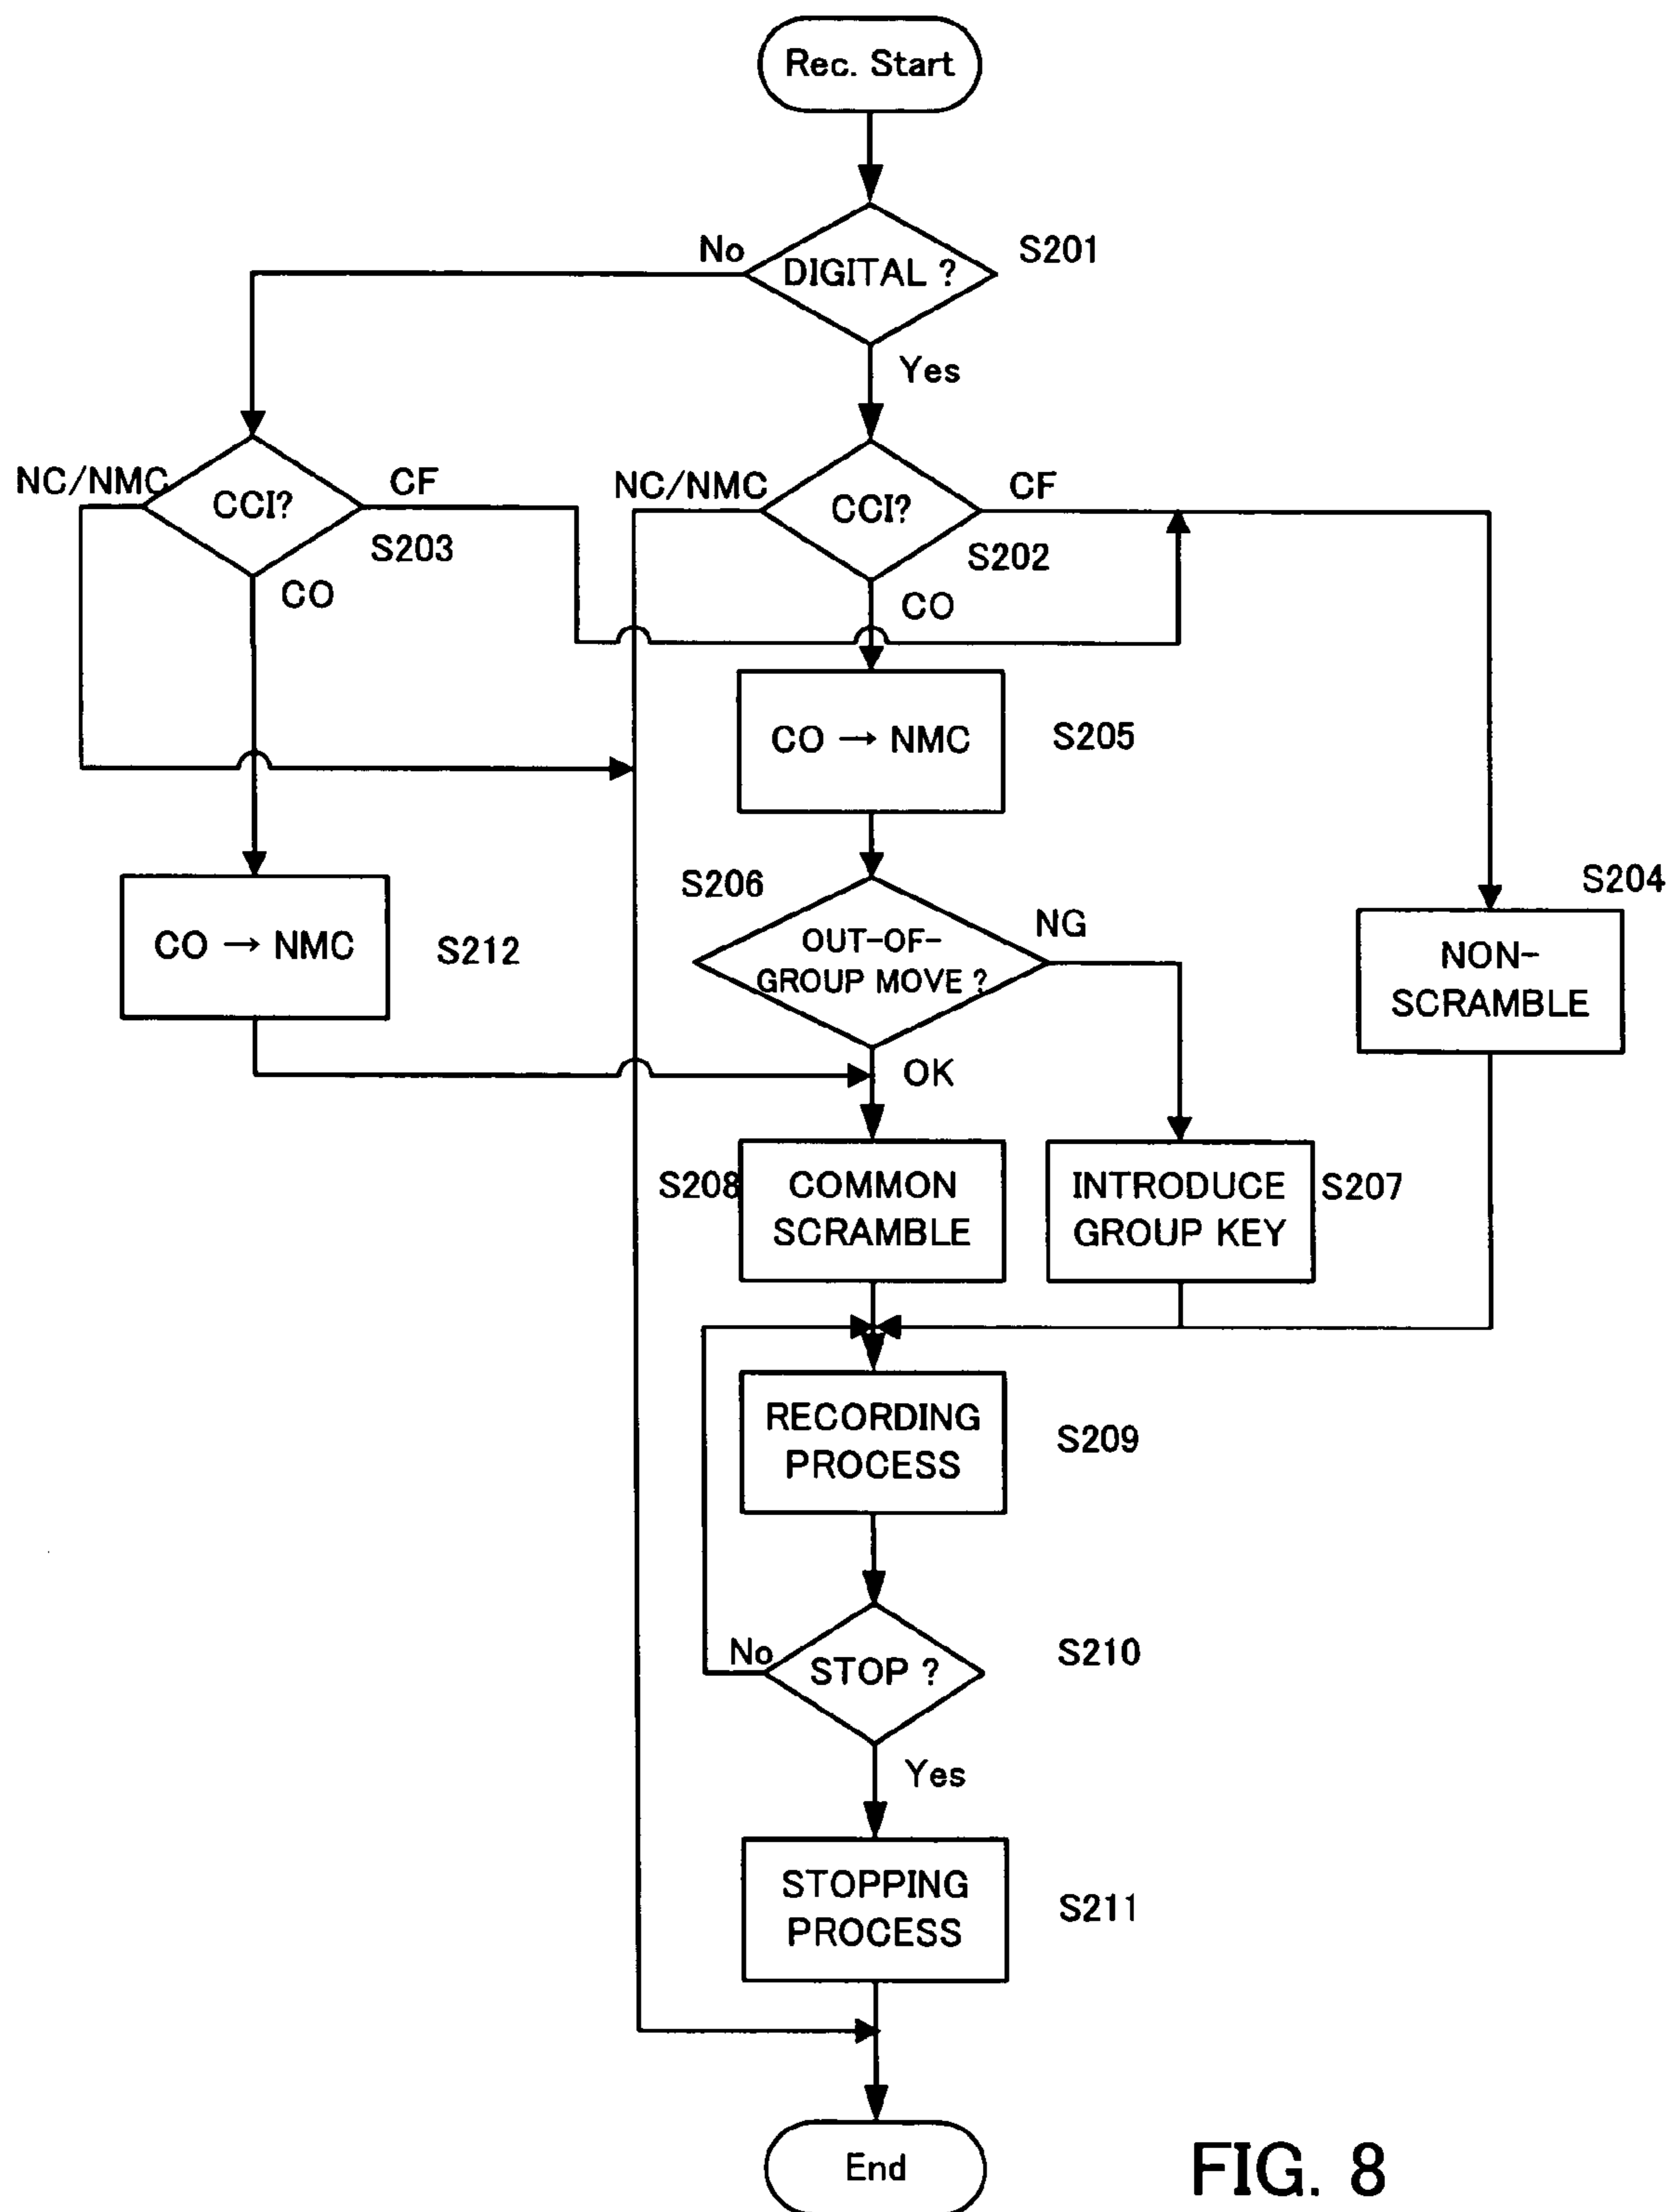 Rec. Start
No
DIGITAL ?
S201
Yes
NC/NMC
CCI?
CF
S203
CO
NC/NMC
CCI?
CF
S202
CO
CO → NMC
S205
S206
OUT-OF-
GROUP MOVE ?
NG
OK
S204
NON-
SCRAMBLE
CO → NMC
S212
S208
COMMON
SCRAMBLE
INTRODUCE
GROUP KEY
S207
RECORDING
PROCESS
S209
No
STOP ?
S210
Yes
STOPPING
PROCESS
S211
End
FIG. 8